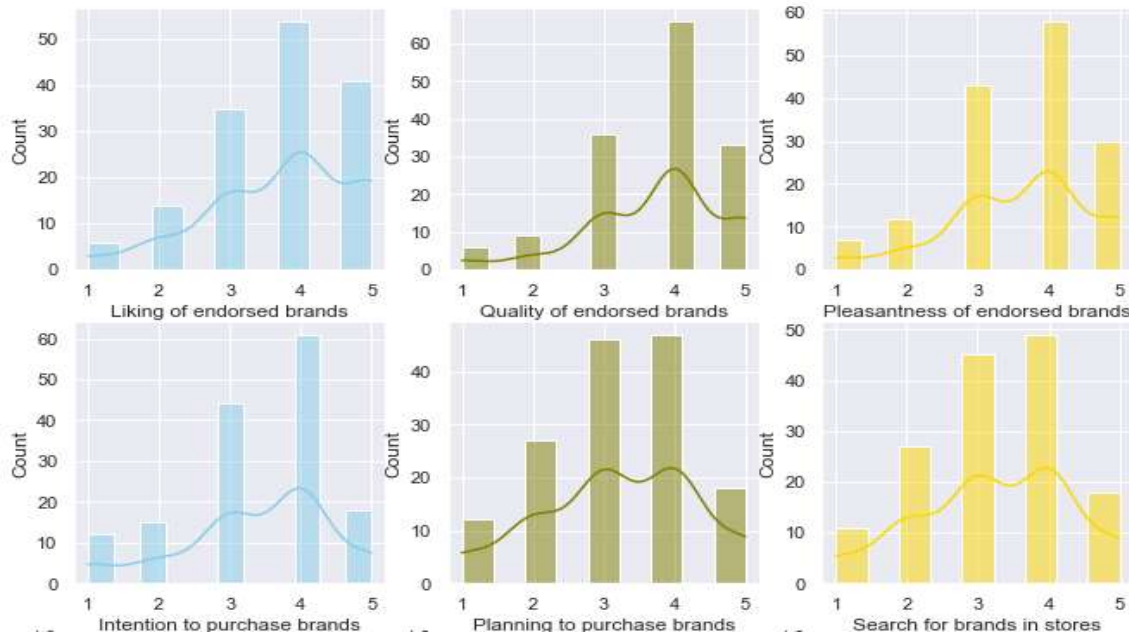 50
40
30
20
10
0
Count
1 2 3 4 5
Liking of endorsed brands
60
50
40
30
20
10
0
Count
1 2 3 4 5
Quality of endorsed brands
60
50
40
30
20
10
0
Count
1 2 3 4 5
Pleasantness of endorsed brands
60
50
40
30
20
10
0
Count
1 2 3 4 5
Intention to purchase brands
40
30
20
10
0
Count
1 2 3 4 5
Planning to purchase brands
50
40
30
20
10
0
Count
1 2 3 4 5
Search for brands in stores